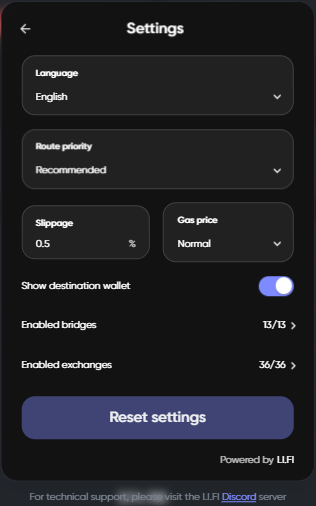 Settings
Language
English
Route priority
Recommended
Slippage
0.5 %
Gas price
Normal
Show destination wallet
Enabled bridges 13/13
Enabled exchanges 36/36
Reset settings
Powered by LI.FI
For technical support, please visit the LI.FI Discord server